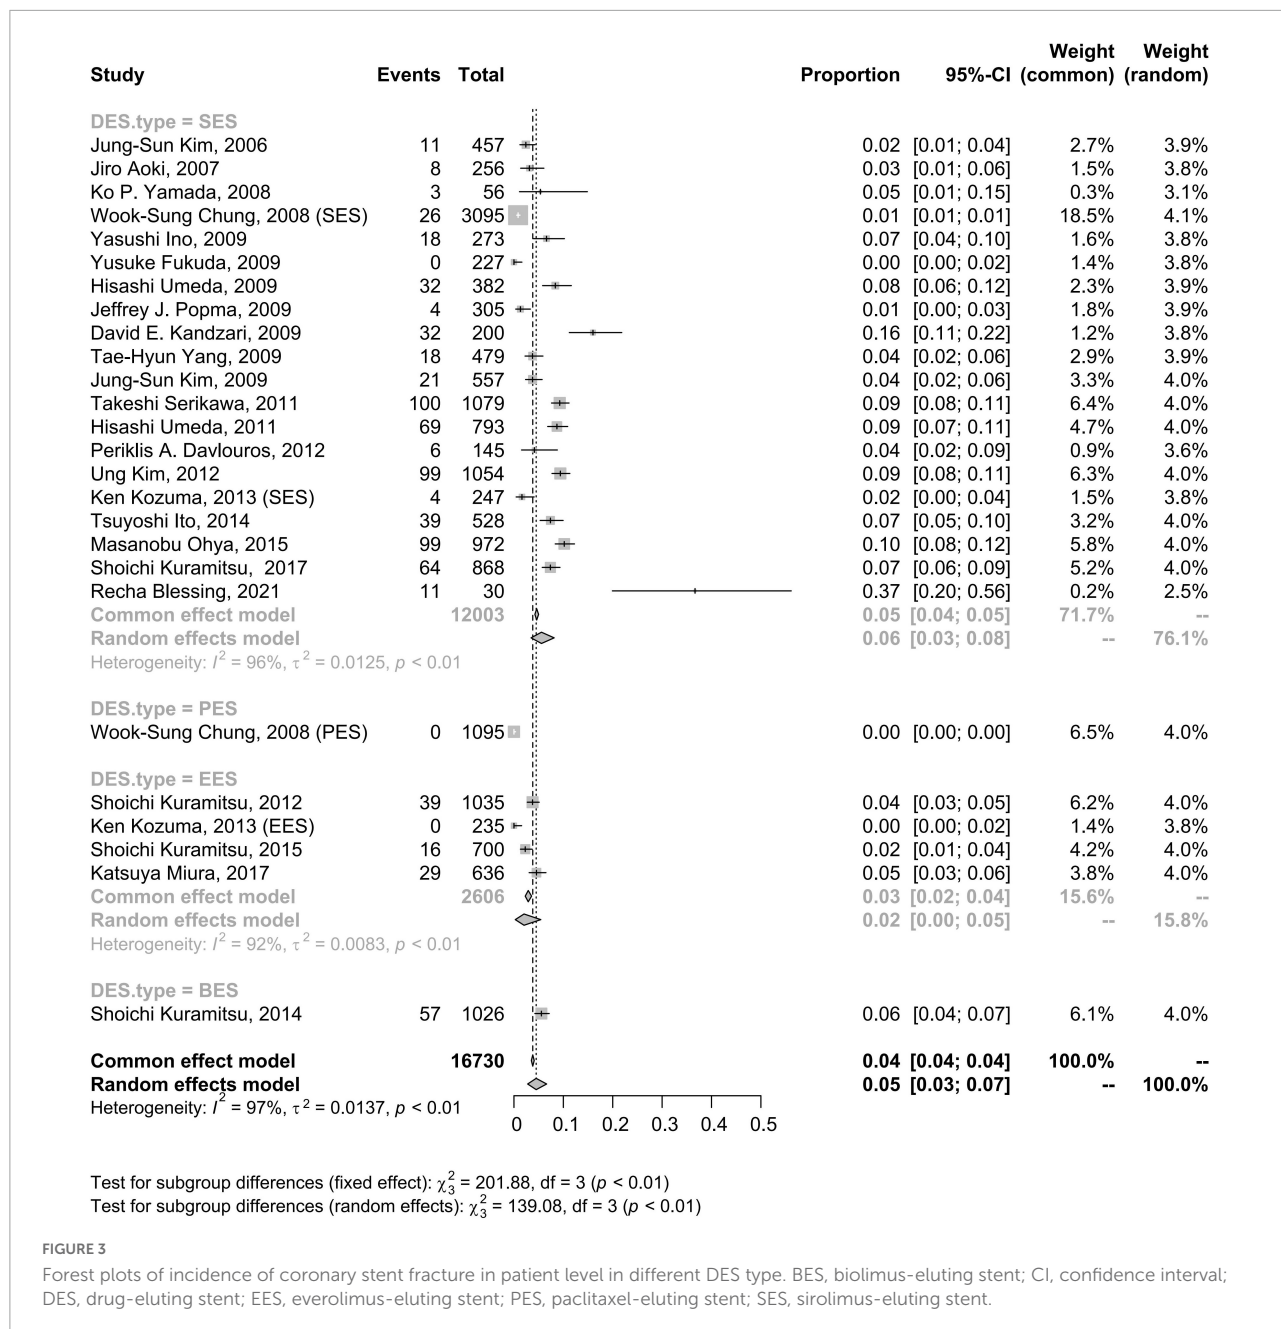 Weight Weight
Study Events Total Proportion 95%-CI (common) (random)
DES.type = SES
Jung-Sun Kim, 2006 11 457 0.02 [0.01; 0.04] 2.7% 3.9%
Jiro Aoki, 2007 8 256 0.03 [0.01; 0.06] 1.5% 3.8%
Ko P. Yamada, 2008 3 56 0.05 [0.01; 0.15] 0.3% 3.1%
Wook-Sung Chung, 2008 (SES) 26 3095 0.01 [0.01; 0.01] 18.5% 4.1%
Yasushi Ino, 2009 18 273 0.07 [0.04; 0.10] 1.6% 3.8%
Yusuke Fukuda, 2009 0 227 0.00 [0.00; 0.02] 1.4% 3.8%
Hisashi Umeda, 2009 32 382 0.08 [0.06; 0.12] 2.3% 3.9%
Jeffrey J. Popma, 2009 4 305 0.01 [0.00; 0.03] 1.8% 3.9%
David E. Kandzari, 2009 32 200 0.16 [0.11; 0.22] 1.2% 3.8%
Tae-Hyun Yang, 2009 18 479 0.04 [0.02; 0.06] 2.9% 3.9%
Jung-Sun Kim, 2009 21 557 0.04 [0.02; 0.06] 3.3% 4.0%
Takeshi Serikawa, 2011 100 1079 0.09 [0.08; 0.11] 6.4% 4.0%
Hisashi Umeda, 2011 69 793 0.09 [0.07; 0.11] 4.7% 4.0%
Periklis A. Davlouros, 2012 6 145 0.04 [0.02; 0.09] 0.9% 3.6%
Ung Kim, 2012 99 1054 0.09 [0.08; 0.11] 6.3% 4.0%
Ken Kozuma, 2013 (SES) 4 247 0.02 [0.00; 0.04] 1.5% 3.8%
Tsuyoshi Ito, 2014 39 528 0.07 [0.05; 0.10] 3.2% 4.0%
Masanobu Ohya, 2015 99 972 0.10 [0.08; 0.12] 5.8% 4.0%
Shoichi Kuramitsu, 2017 64 868 0.07 [0.06; 0.09] 5.2% 4.0%
Recha Blessing, 2021 11 30 0.37 [0.20; 0.56] 0.2% 2.5%
Common effect model 12003 0.05 [0.04; 0.05] 71.7% --
Random effects model 0.06 [0.03; 0.08] -- 76.1%
Heterogeneity: I² = 96%, τ² = 0.0125, p < 0.01
DES.type = PES
Wook-Sung Chung, 2008 (PES) 0 1095 0.00 [0.00; 0.00] 6.5% 4.0%
DES.type = EES
Shoichi Kuramitsu, 2012 39 1035 0.04 [0.03; 0.05] 6.2% 4.0%
Ken Kozuma, 2013 (EES) 0 235 0.00 [0.00; 0.02] 1.4% 3.8%
Shoichi Kuramitsu, 2015 16 700 0.02 [0.01; 0.04] 4.2% 4.0%
Katsuya Miura, 2017 29 636 0.05 [0.03; 0.06] 3.8% 4.0%
Common effect model 2606 0.03 [0.02; 0.04] 15.6% --
Random effects model 0.02 [0.00; 0.05] -- 15.8%
Heterogeneity: I² = 92%, τ² = 0.0083, p < 0.01
DES.type = BES
Shoichi Kuramitsu, 2014 57 1026 0.06 [0.04; 0.07] 6.1% 4.0%
Common effect model 16730 0.04 [0.04; 0.04] 100.0% --
Random effects model 0.05 [0.03; 0.07] -- 100.0%
Heterogeneity: I² = 97%, τ² = 0.0137, p < 0.01
0 0.1 0.2 0.3 0.4 0.5
Test for subgroup differences (fixed effect): χ²₃ = 201.88, df = 3 (p < 0.01)
Test for subgroup differences (random effects): χ²₃ = 139.08, df = 3 (p < 0.01)
FIGURE 3
Forest plots of incidence of coronary stent fracture in patient level in different DES type. BES, biolimus-eluting stent; CI, confidence interval;
DES, drug-eluting stent; EES, everolimus-eluting stent; PES, paclitaxel-eluting stent; SES, sirolimus-eluting stent.